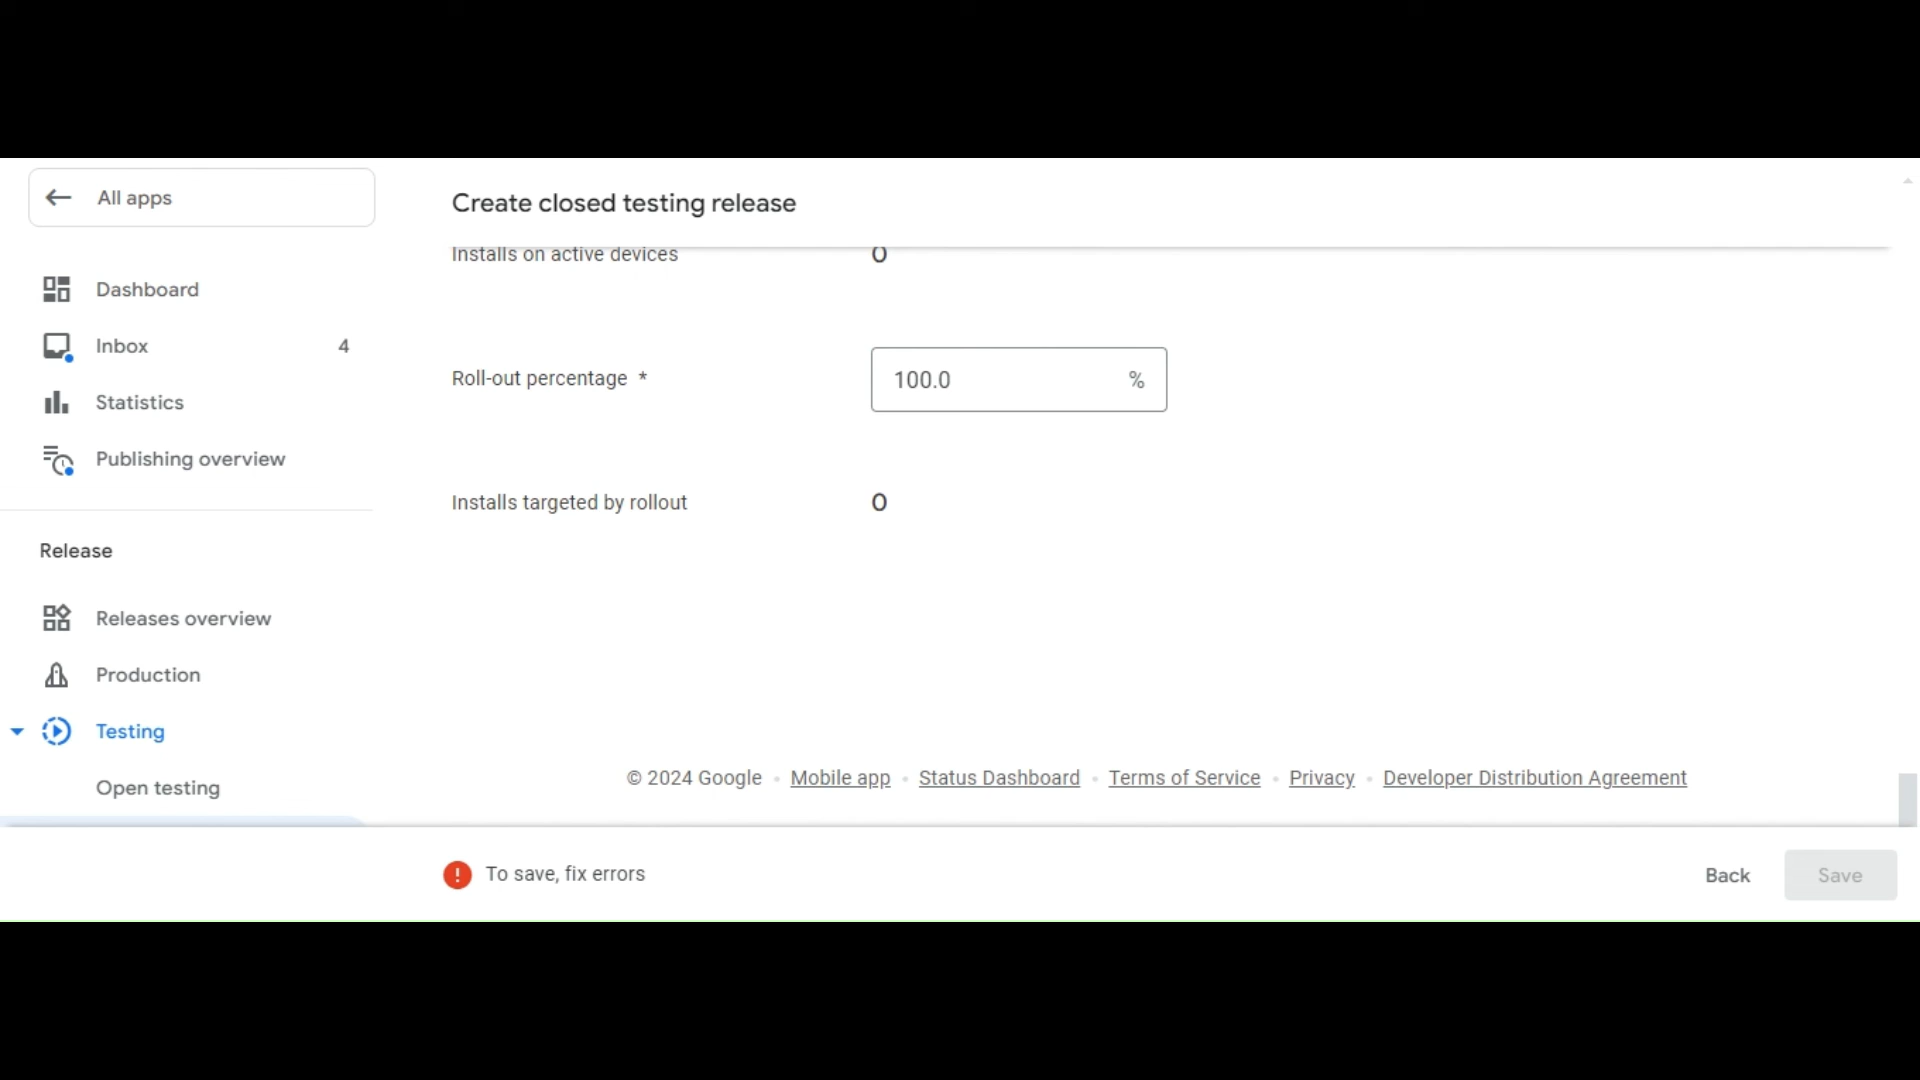 All apps
Dashboard
Inbox 4
Statistics
Publishing overview
Release
Releases overview
Production
Testing
Open testing
Create closed testing release
Installs on active devices 0
Roll-out percentage * 100.0 %
Installs targeted by rollout 0
© 2024 Google • Mobile app • Status Dashboard • Terms of Service • Privacy • Developer Distribution Agreement
! To save, fix errors
Back Save